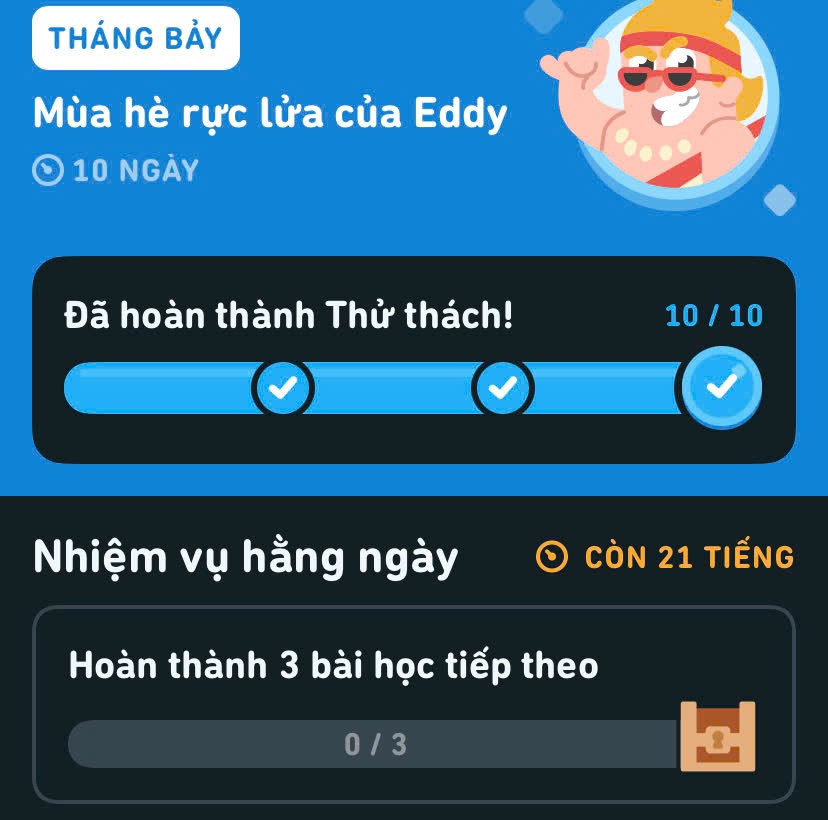 THÁNG BẢY
Mùa hè rực lửa của Eddy
10 NGÀY
Đã hoàn thành Thử thách!
10 / 10
Nhiệm vụ hằng ngày
CÒN 21 TIẾNG
Hoàn thành 3 bài học tiếp theo
0 / 3